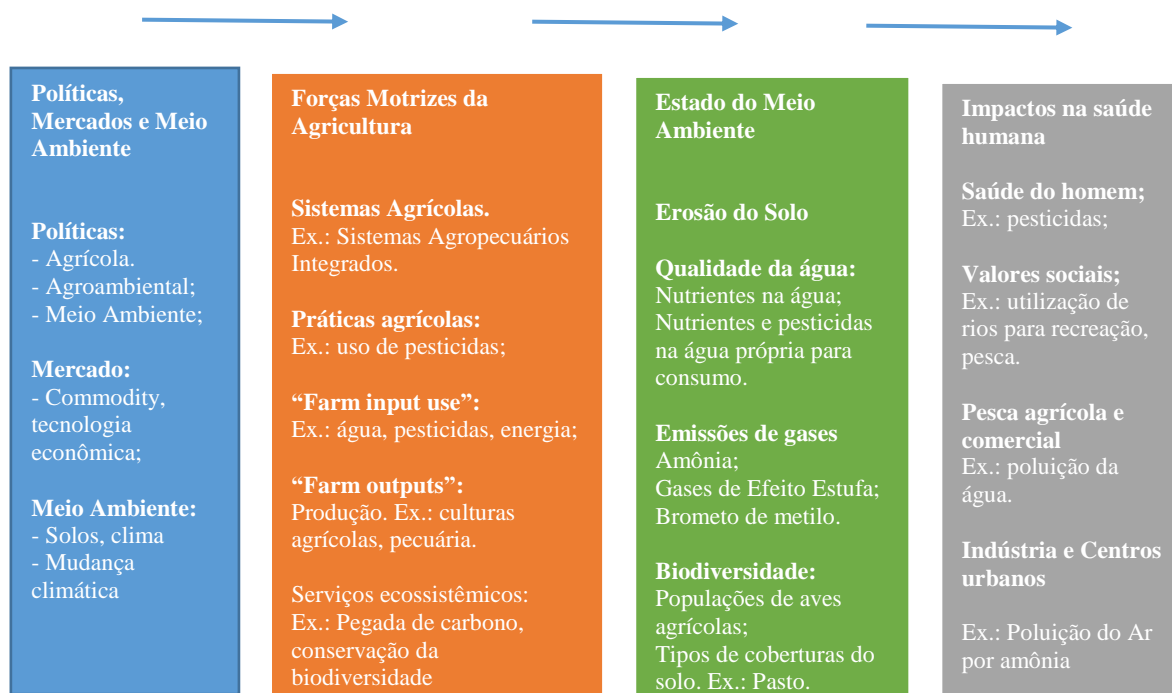 Políticas,
Mercados e Meio
Ambiente
Políticas:
- Agrícola.
- Agroambiental;
- Meio Ambiente;
Mercado:
- Commodity,
tecnologia
econômica;
Meio Ambiente:
- Solos, clima
- Mudança
climática
Forças Motrizes da
Agricultura
Sistemas Agrícolas.
Ex.: Sistemas Agropecuários
Integrados.
Práticas agrícolas:
Ex.: uso de pesticidas;
“Farm input use”:
Ex.: água, pesticidas, energia;
“Farm outputs”:
Produção. Ex.: culturas
agrícolas, pecuária.
Serviços ecossistêmicos:
Ex.: Pegada de carbono,
conservação da
biodiversidade
Estado do Meio
Ambiente
Erosão do Solo
Qualidade da água:
Nutrientes na água;
Nutrientes e pesticidas
na água própria para
consumo.
Emissões de gases
Amônia;
Gases de Efeito Estufa;
Brometo de metilo.
Biodiversidade:
Populações de aves
agrícolas;
Tipos de coberturas do
solo. Ex.: Pasto.
Impactos na saúde
humana
Saúde do homem;
Ex.: pesticidas;
Valores sociais;
Ex.: utilização de
rios para recreação,
pesca.
Pesca agrícola e
comercial
Ex.: poluição da
água.
Indústria e Centros
urbanos
Ex.: Poluição do Ar
por amônia